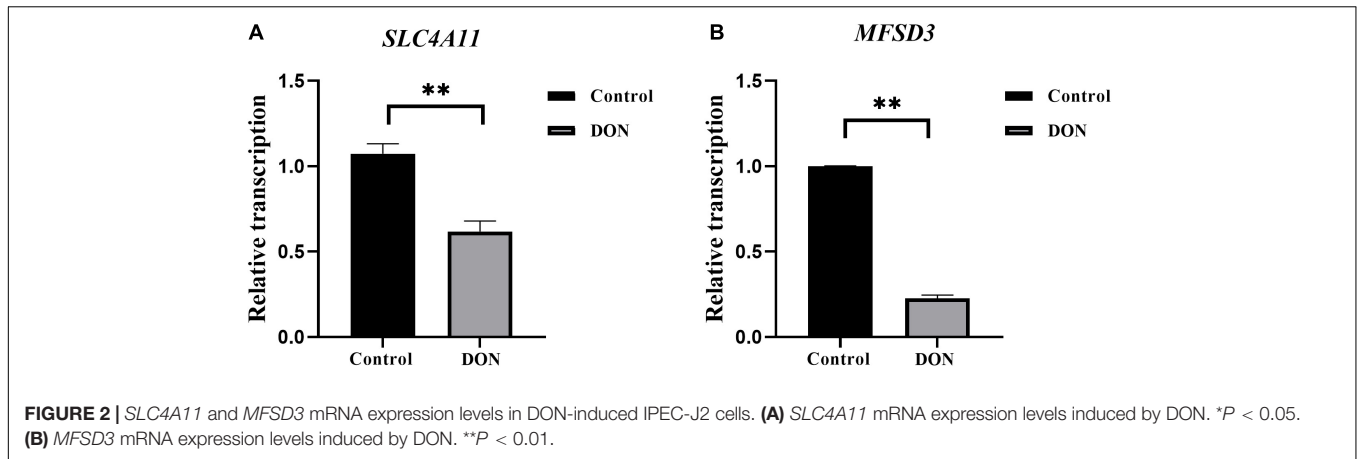 A
SLC4A11
Relative transcription
1.5
1.0
0.5
0.0
**
Control
DON
Control
DON
B
MFSD3
Relative transcription
1.5
1.0
0.5
0.0
**
Control
DON
Control
DON
FIGURE 2 | SLC4A11 and MFSD3 mRNA expression levels in DON-induced IPEC-J2 cells. (A) SLC4A11 mRNA expression levels induced by DON. *P < 0.05.
(B) MFSD3 mRNA expression levels induced by DON. **P < 0.01.